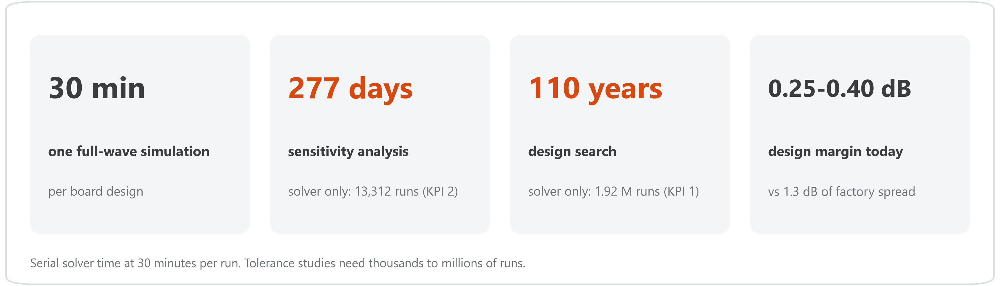 30 min
one full-wave simulation
per board design
277 days
sensitivity analysis
solver only: 13,312 runs (KPI 2)
110 years
design search
solver only: 1.92 M runs (KPI 1)
0.25-0.40 dB
design margin today
vs 1.3 dB of factory spread
Serial solver time at 30 minutes per run. Tolerance studies need thousands to millions of runs.